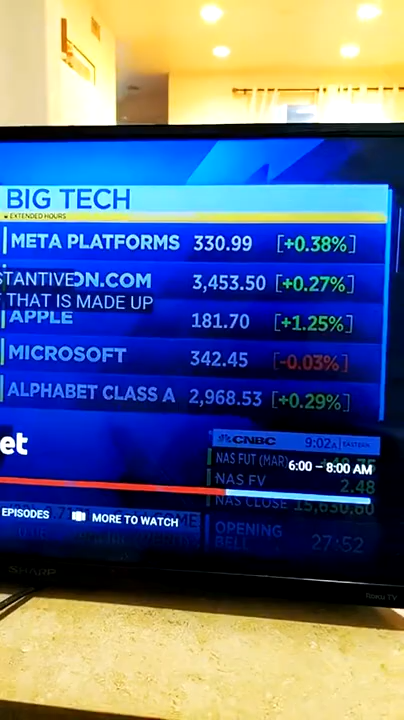 BIG TECH
EXTENDED HOURS
META PLATFORMS 330.99 [+0.38%]
STANTIVE ON.COM 3,453.50 [+0.27%]
THAT IS MADE UP
APPLE 181.70 [+1.25%]
MICROSOFT 342.45 [-0.03%]
ALPHABET CLASS A 2,968.53 [+0.29%]
et
CNBC 9:02A EASTERN
NAS FUT (MAR)
6:00 – 8:00 AM
NAS FV 2.48
NAS CLOSE
EPISODES MORE TO WATCH
OPENING
BELL 27:52
SHARP
Roku TV